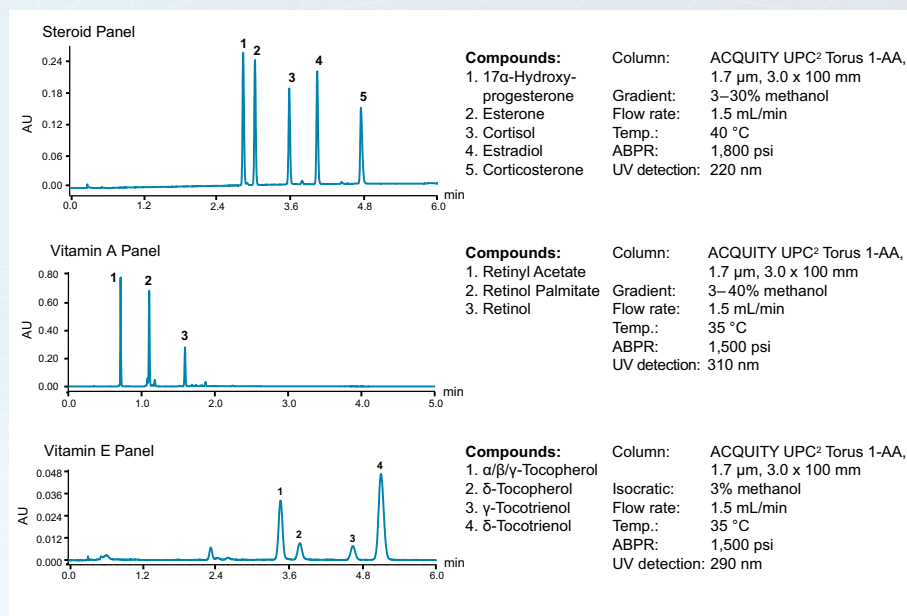 Steroid Panel
AU
0.24
0.18
0.12
0.06
0.00
1
2
3
4
5
0.0 1.2 2.4 3.6 4.8 6.0 min
Compounds:
1. 17α-Hydroxy-
progesterone
2. Esterone
3. Cortisol
4. Estradiol
5. Corticosterone
Column: ACQUITY UPC² Torus 1-AA,
1.7 µm, 3.0 x 100 mm
Gradient: 3–30% methanol
Flow rate: 1.5 mL/min
Temp.: 40 °C
ABPR: 1,800 psi
UV detection: 220 nm
Vitamin A Panel
AU
0.80
0.60
0.40
0.20
0.00
1
2
3
0.0 1.0 2.0 3.0 4.0 5.0 min
Compounds:
1. Retinyl Acetate
2. Retinol Palmitate
3. Retinol
Column: ACQUITY UPC² Torus 1-AA,
1.7 µm, 3.0 x 100 mm
Gradient: 3–40% methanol
Flow rate: 1.5 mL/min
Temp.: 35 °C
ABPR: 1,500 psi
UV detection: 310 nm
Vitamin E Panel
AU
0.048
0.036
0.024
0.012
0.000
1
2
3
4
0.0 1.2 2.4 3.6 4.8 6.0 min
Compounds:
1. α/β/γ-Tocopherol
2. δ-Tocopherol
3. γ-Tocotrienol
4. δ-Tocotrienol
Column: ACQUITY UPC² Torus 1-AA,
1.7 µm, 3.0 x 100 mm
Isocratic: 3% methanol
Flow rate: 1.5 mL/min
Temp.: 35 °C
ABPR: 1,500 psi
UV detection: 290 nm